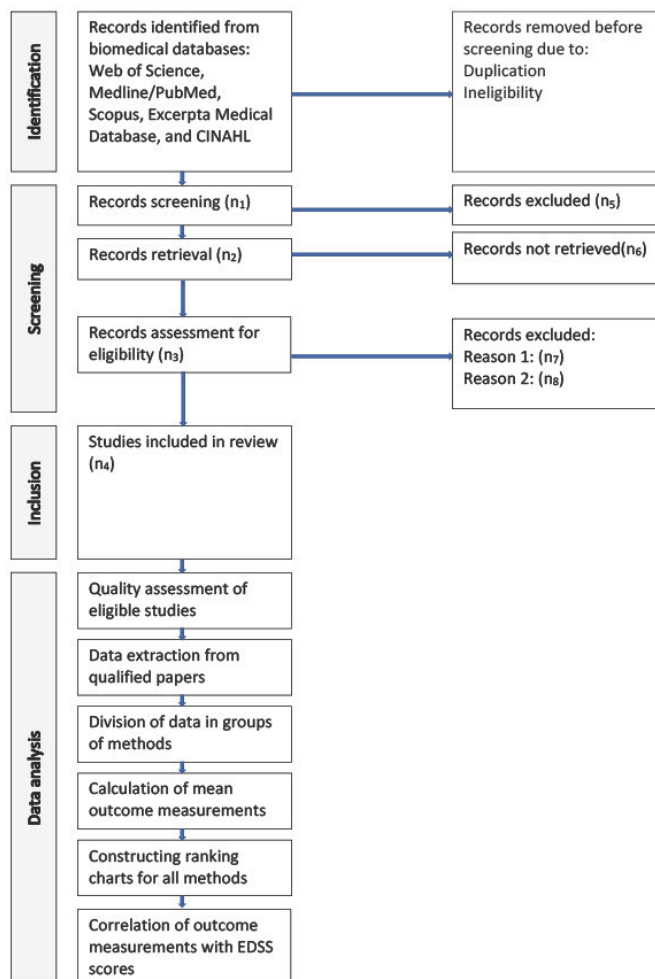 Identification
Records identified from
biomedical databases:
Web of Science,
Medline/PubMed,
Scopus, Excerpta Medical
Database, and CINAHL
Records removed before
screening due to:
Duplication
Ineligibility
Screening
Records screening (n₁)
Records excluded (n₅)
Records retrieval (n₂)
Records not retrieved(n₆)
Records assessment for
eligibility (n₃)
Records excluded:
Reason 1: (n₇)
Reason 2: (n₈)
Inclusion
Studies included in review
(n₄)
Data analysis
Quality assessment of
eligible studies
Data extraction from
qualified papers
Division of data in groups
of methods
Calculation of mean
outcome measurements
Constructing ranking
charts for all methods
Correlation of outcome
measurements with EDSS
scores